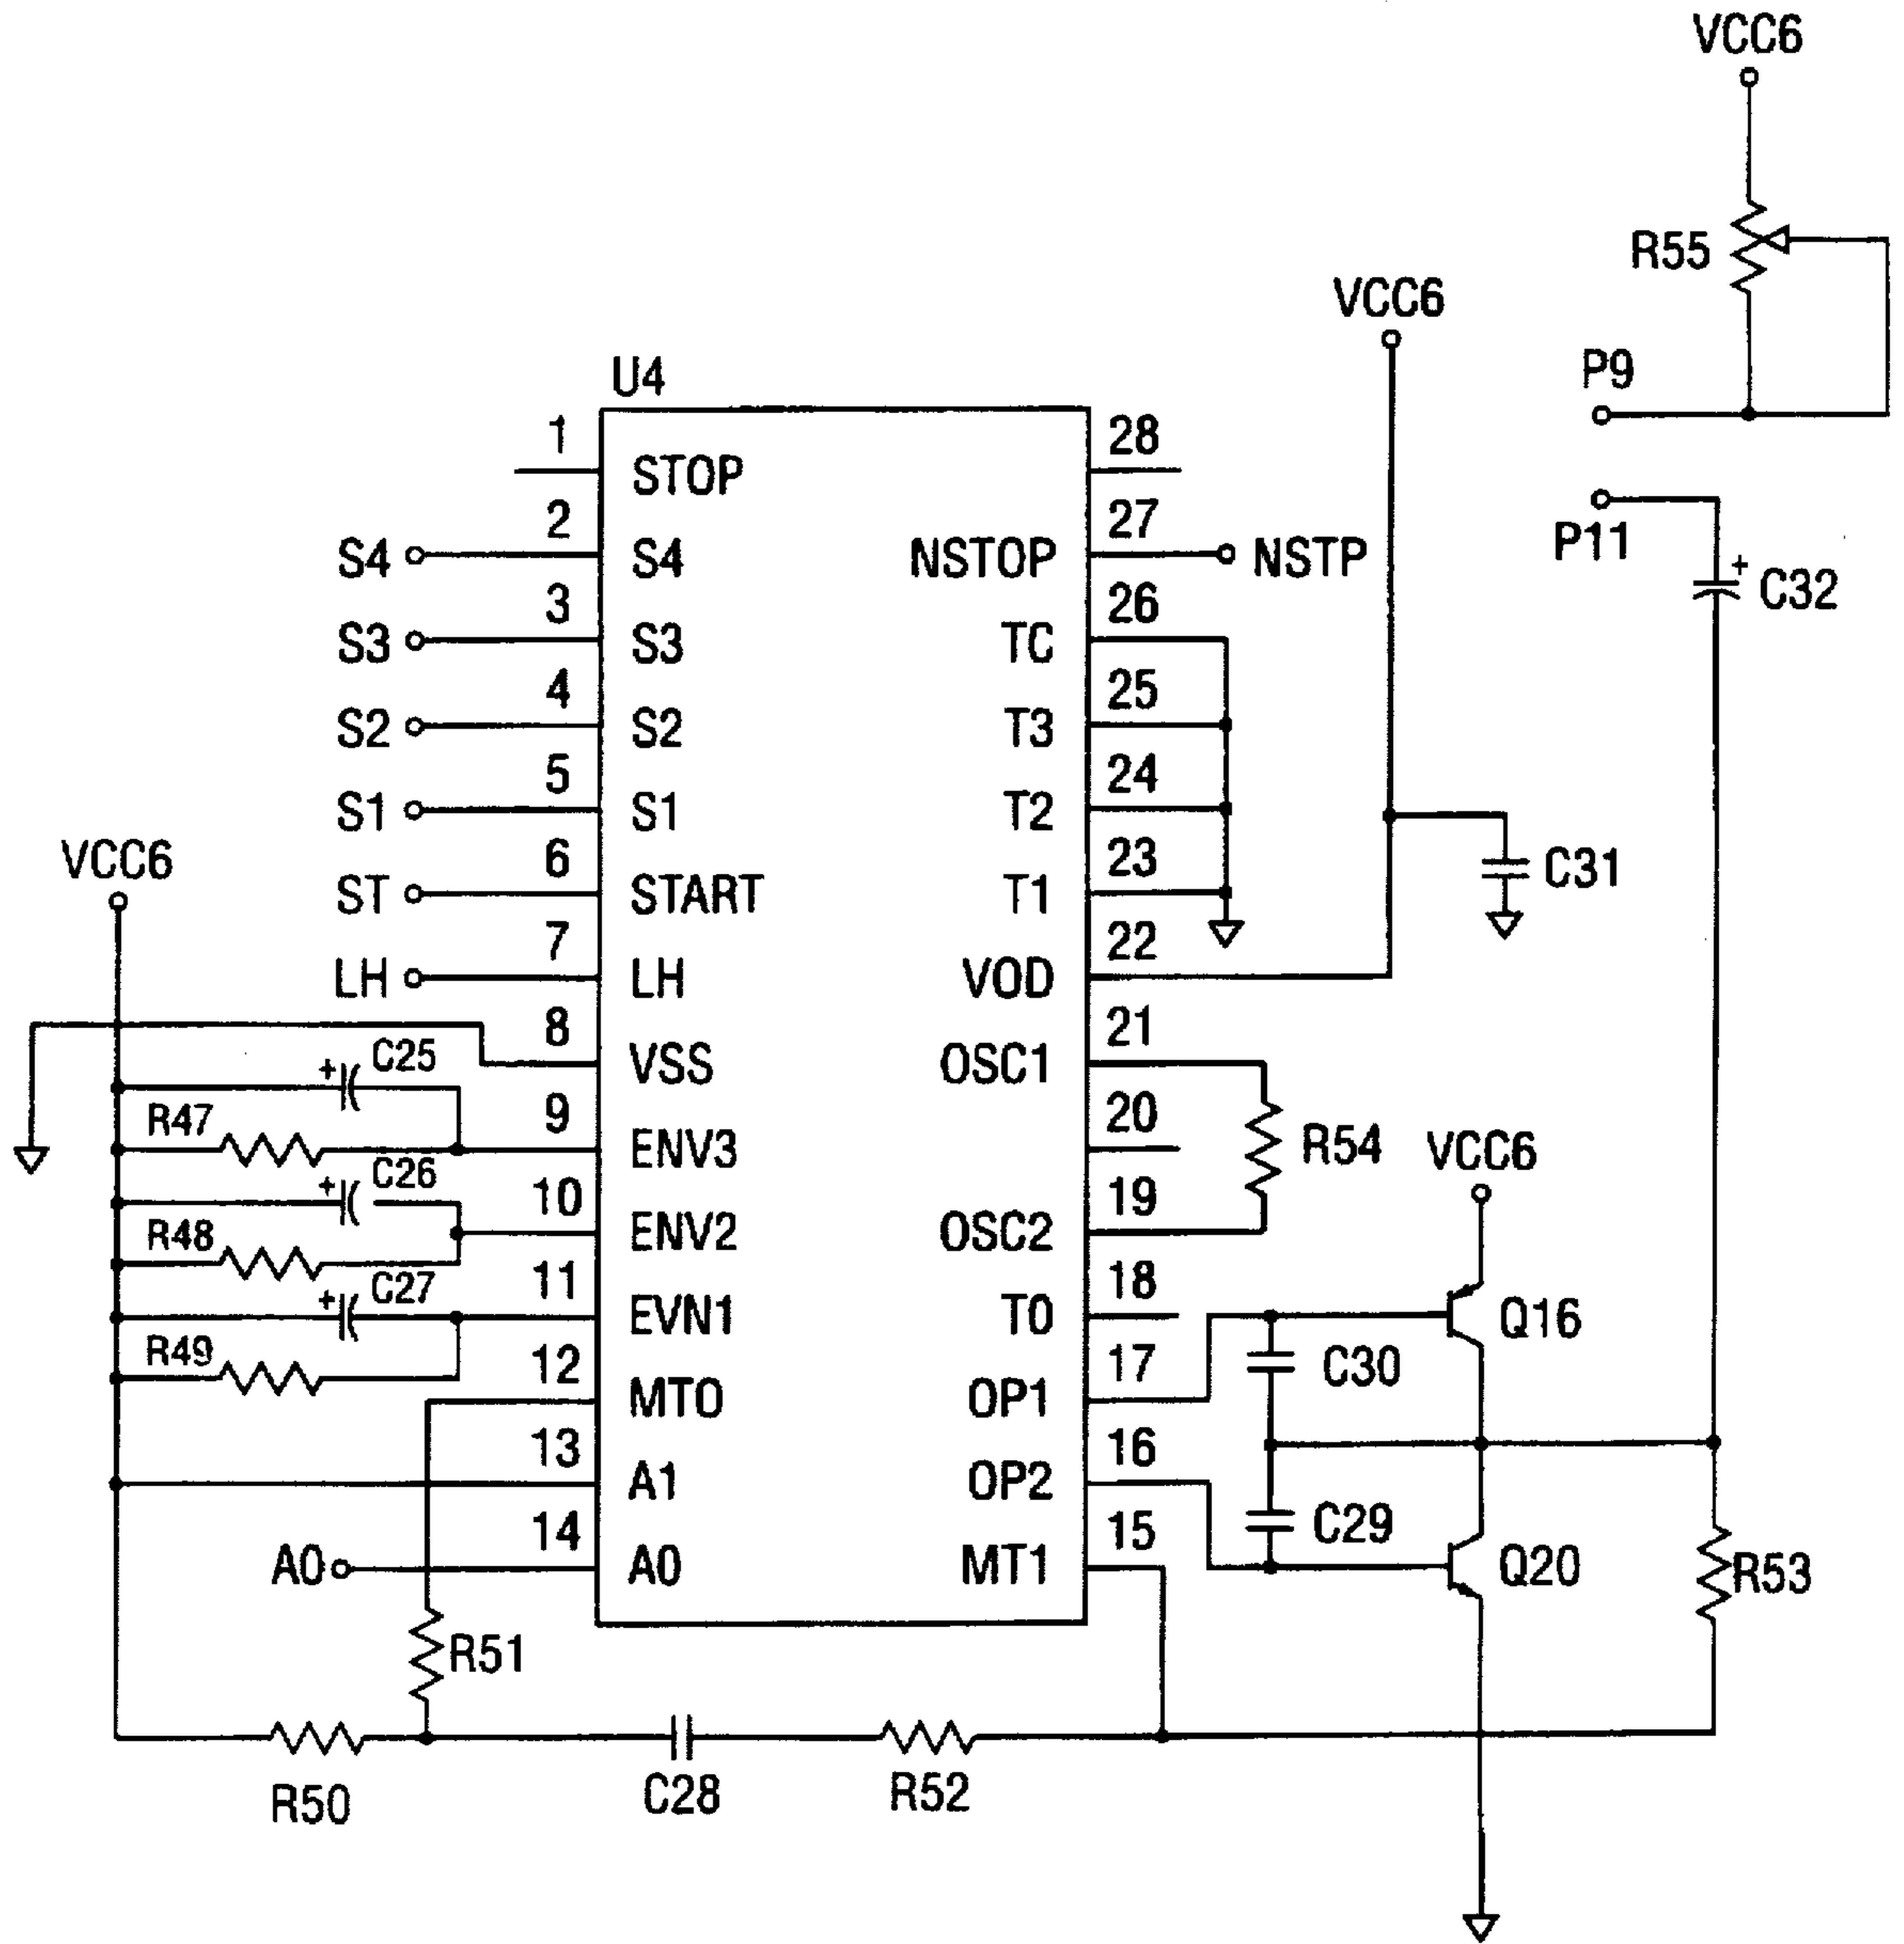 VCC6
R55
VCC6
P9
U4
1
28
STOP
2
27
P11
S4
S4
NSTOP
NSTP
+
C32
3
26
S3
S3
TC
4
25
S2
S2
T3
5
24
S1
S1
T2
VCC6
6
23
C31
ST
START
T1
7
22
LH
LH
VOD
8
21
+
C25
VSS
OSC1
R47
9
20
R54
VCC6
ENV3
+
C26
10
19
R48
ENV2
OSC2
+
C27
11
18
EVN1
T0
Q16
R49
12
17
C30
MTO
OP1
13
16
A1
OP2
14
15
C29
A0
A0
MT1
Q20
R53
R51
R50
C28
R52